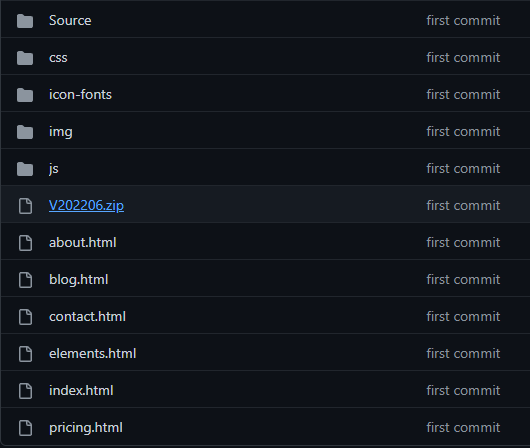 Source first commit
css first commit
icon-fonts first commit
img first commit
js first commit
V202206.zip first commit
about.html first commit
blog.html first commit
contact.html first commit
elements.html first commit
index.html first commit
pricing.html first commit